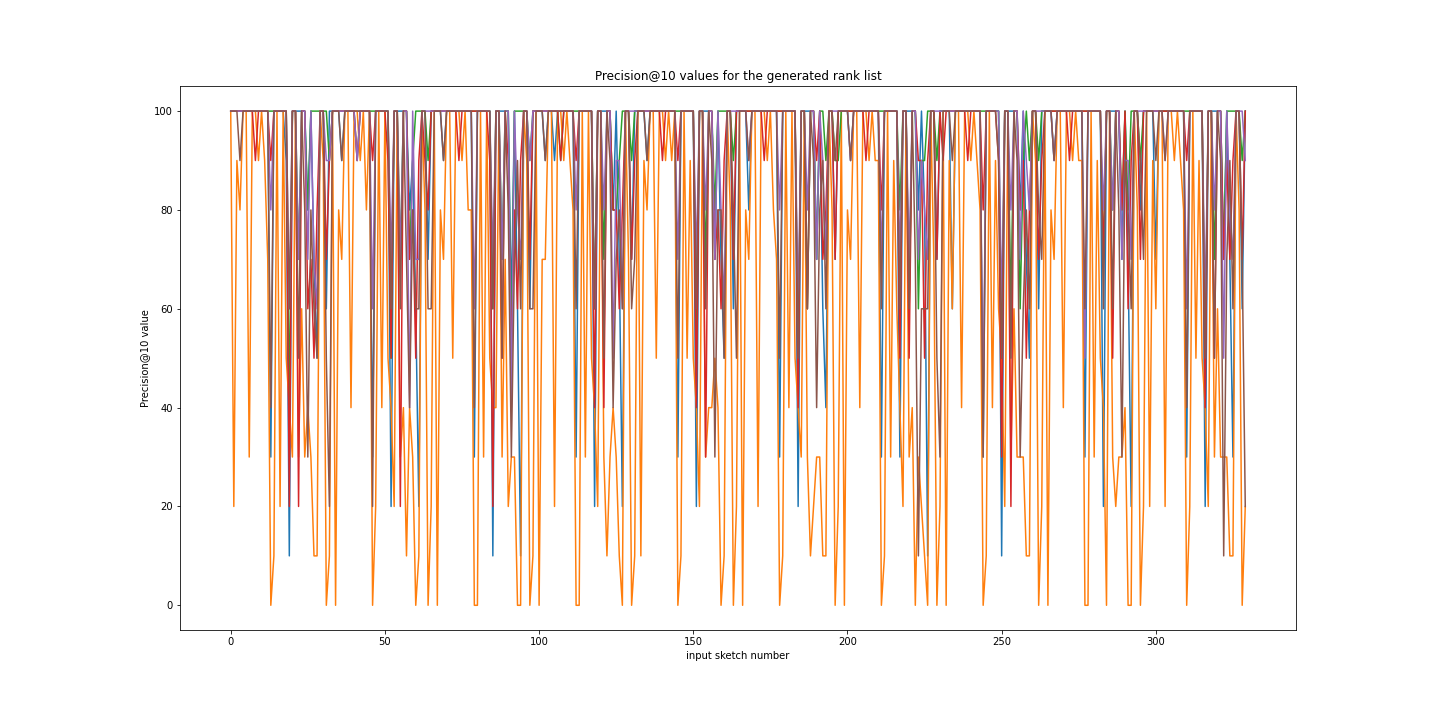 Precision@10 values for the generated rank list
Precision@10 value
100
80
60
40
20
0
0 50 100 150 200 250 300
input sketch number